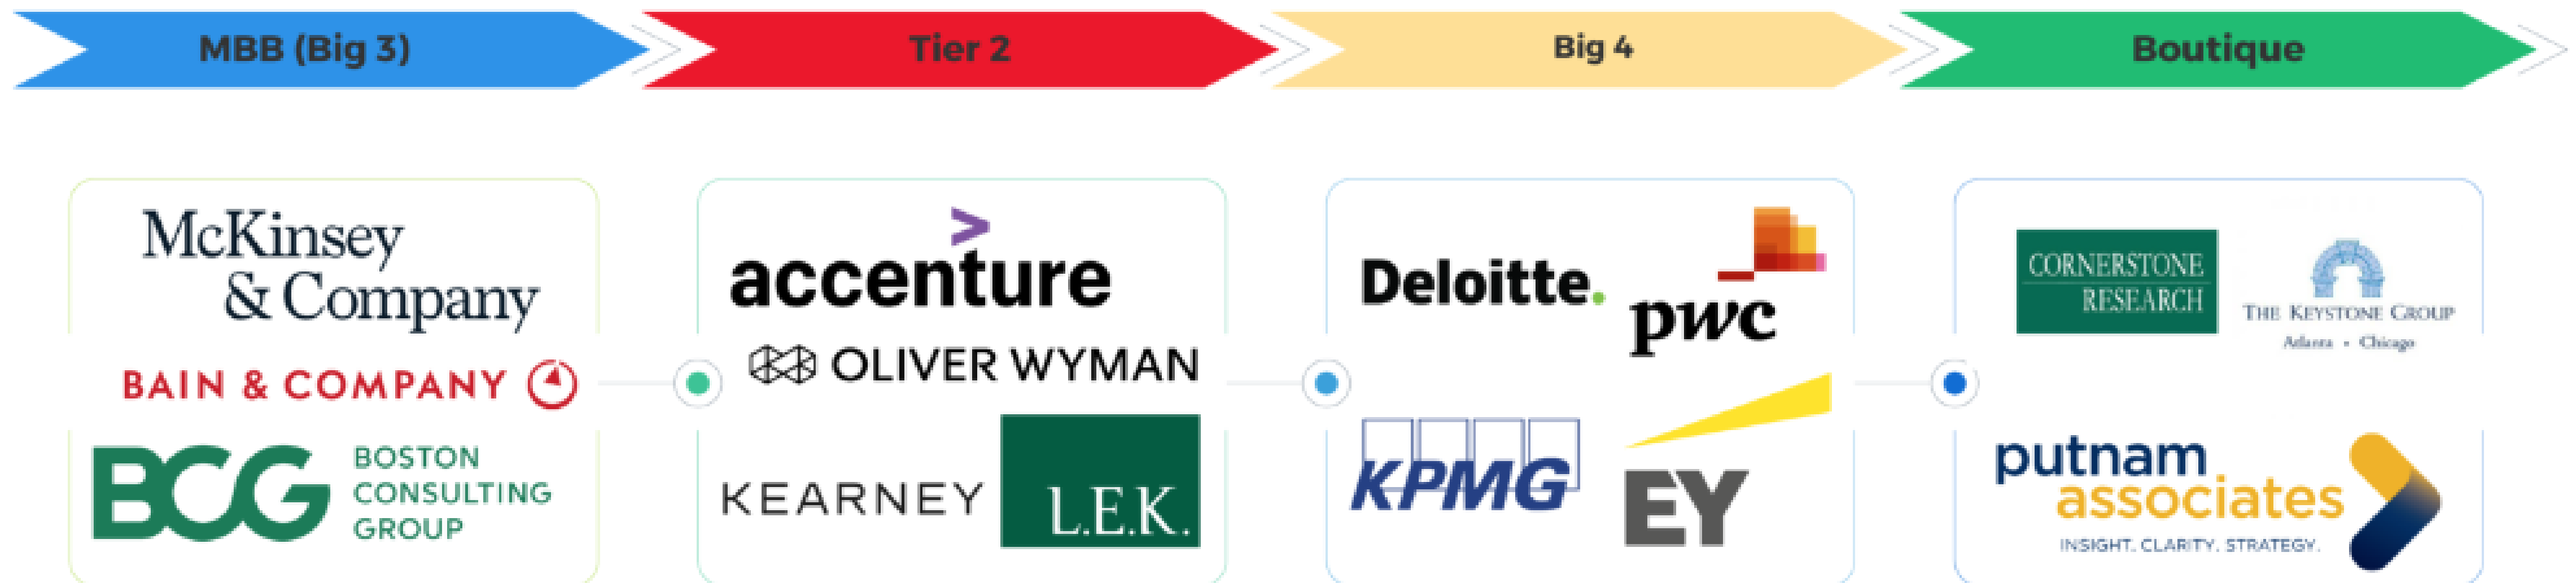 MBB (Big 3)
Tier 2
Big 4
Boutique
McKinsey
& Company
BAIN & COMPANY
BCG
BOSTON
CONSULTING
GROUP
accenture
OLIVER WYMAN
KEARNEY
L.E.K.
Deloitte.
pwc
KPMG
EY
CORNERSTONE
RESEARCH
THE KEYSTONE GROUP
Atlanta • Chicago
putnam
associates
INSIGHT. CLARITY. STRATEGY.